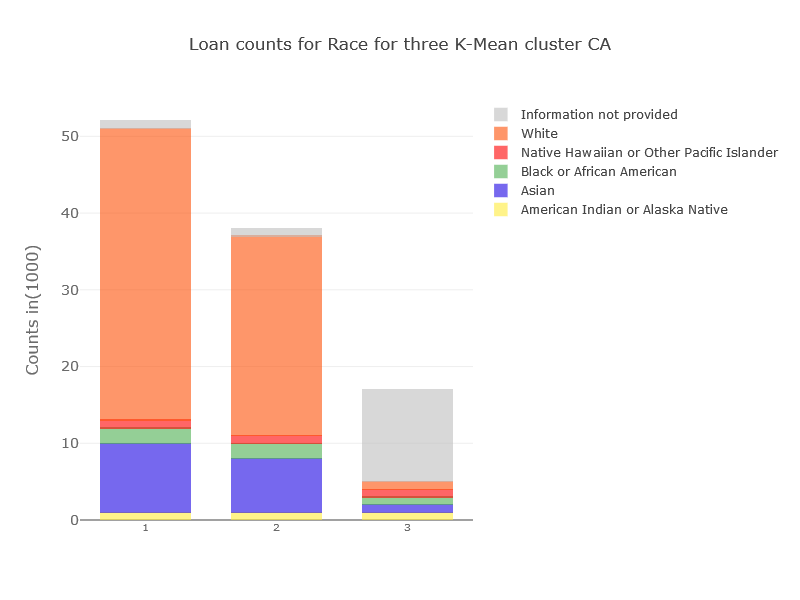 Loan counts for Race for three K-Mean cluster CA
Information not provided
White
Native Hawaiian or Other Pacific Islander
Black or African American
Asian
American Indian or Alaska Native
Counts in(1000)
50
40
30
20
10
0
1 2 3